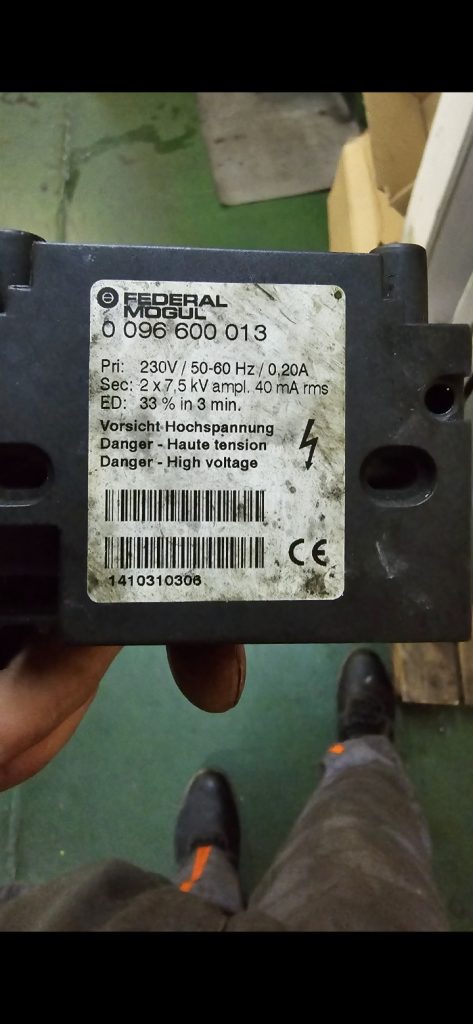 FEDERAL
MOGUL
0 096 600 013
Pri: 230V / 50-60 Hz / 0,20A
Sec: 2 x 7,5 kV ampl. 40 mA rms
ED: 33 % in 3 min.
Vorsicht Hochspannung
Danger - Haute tension
Danger - High voltage
CE
1410310306